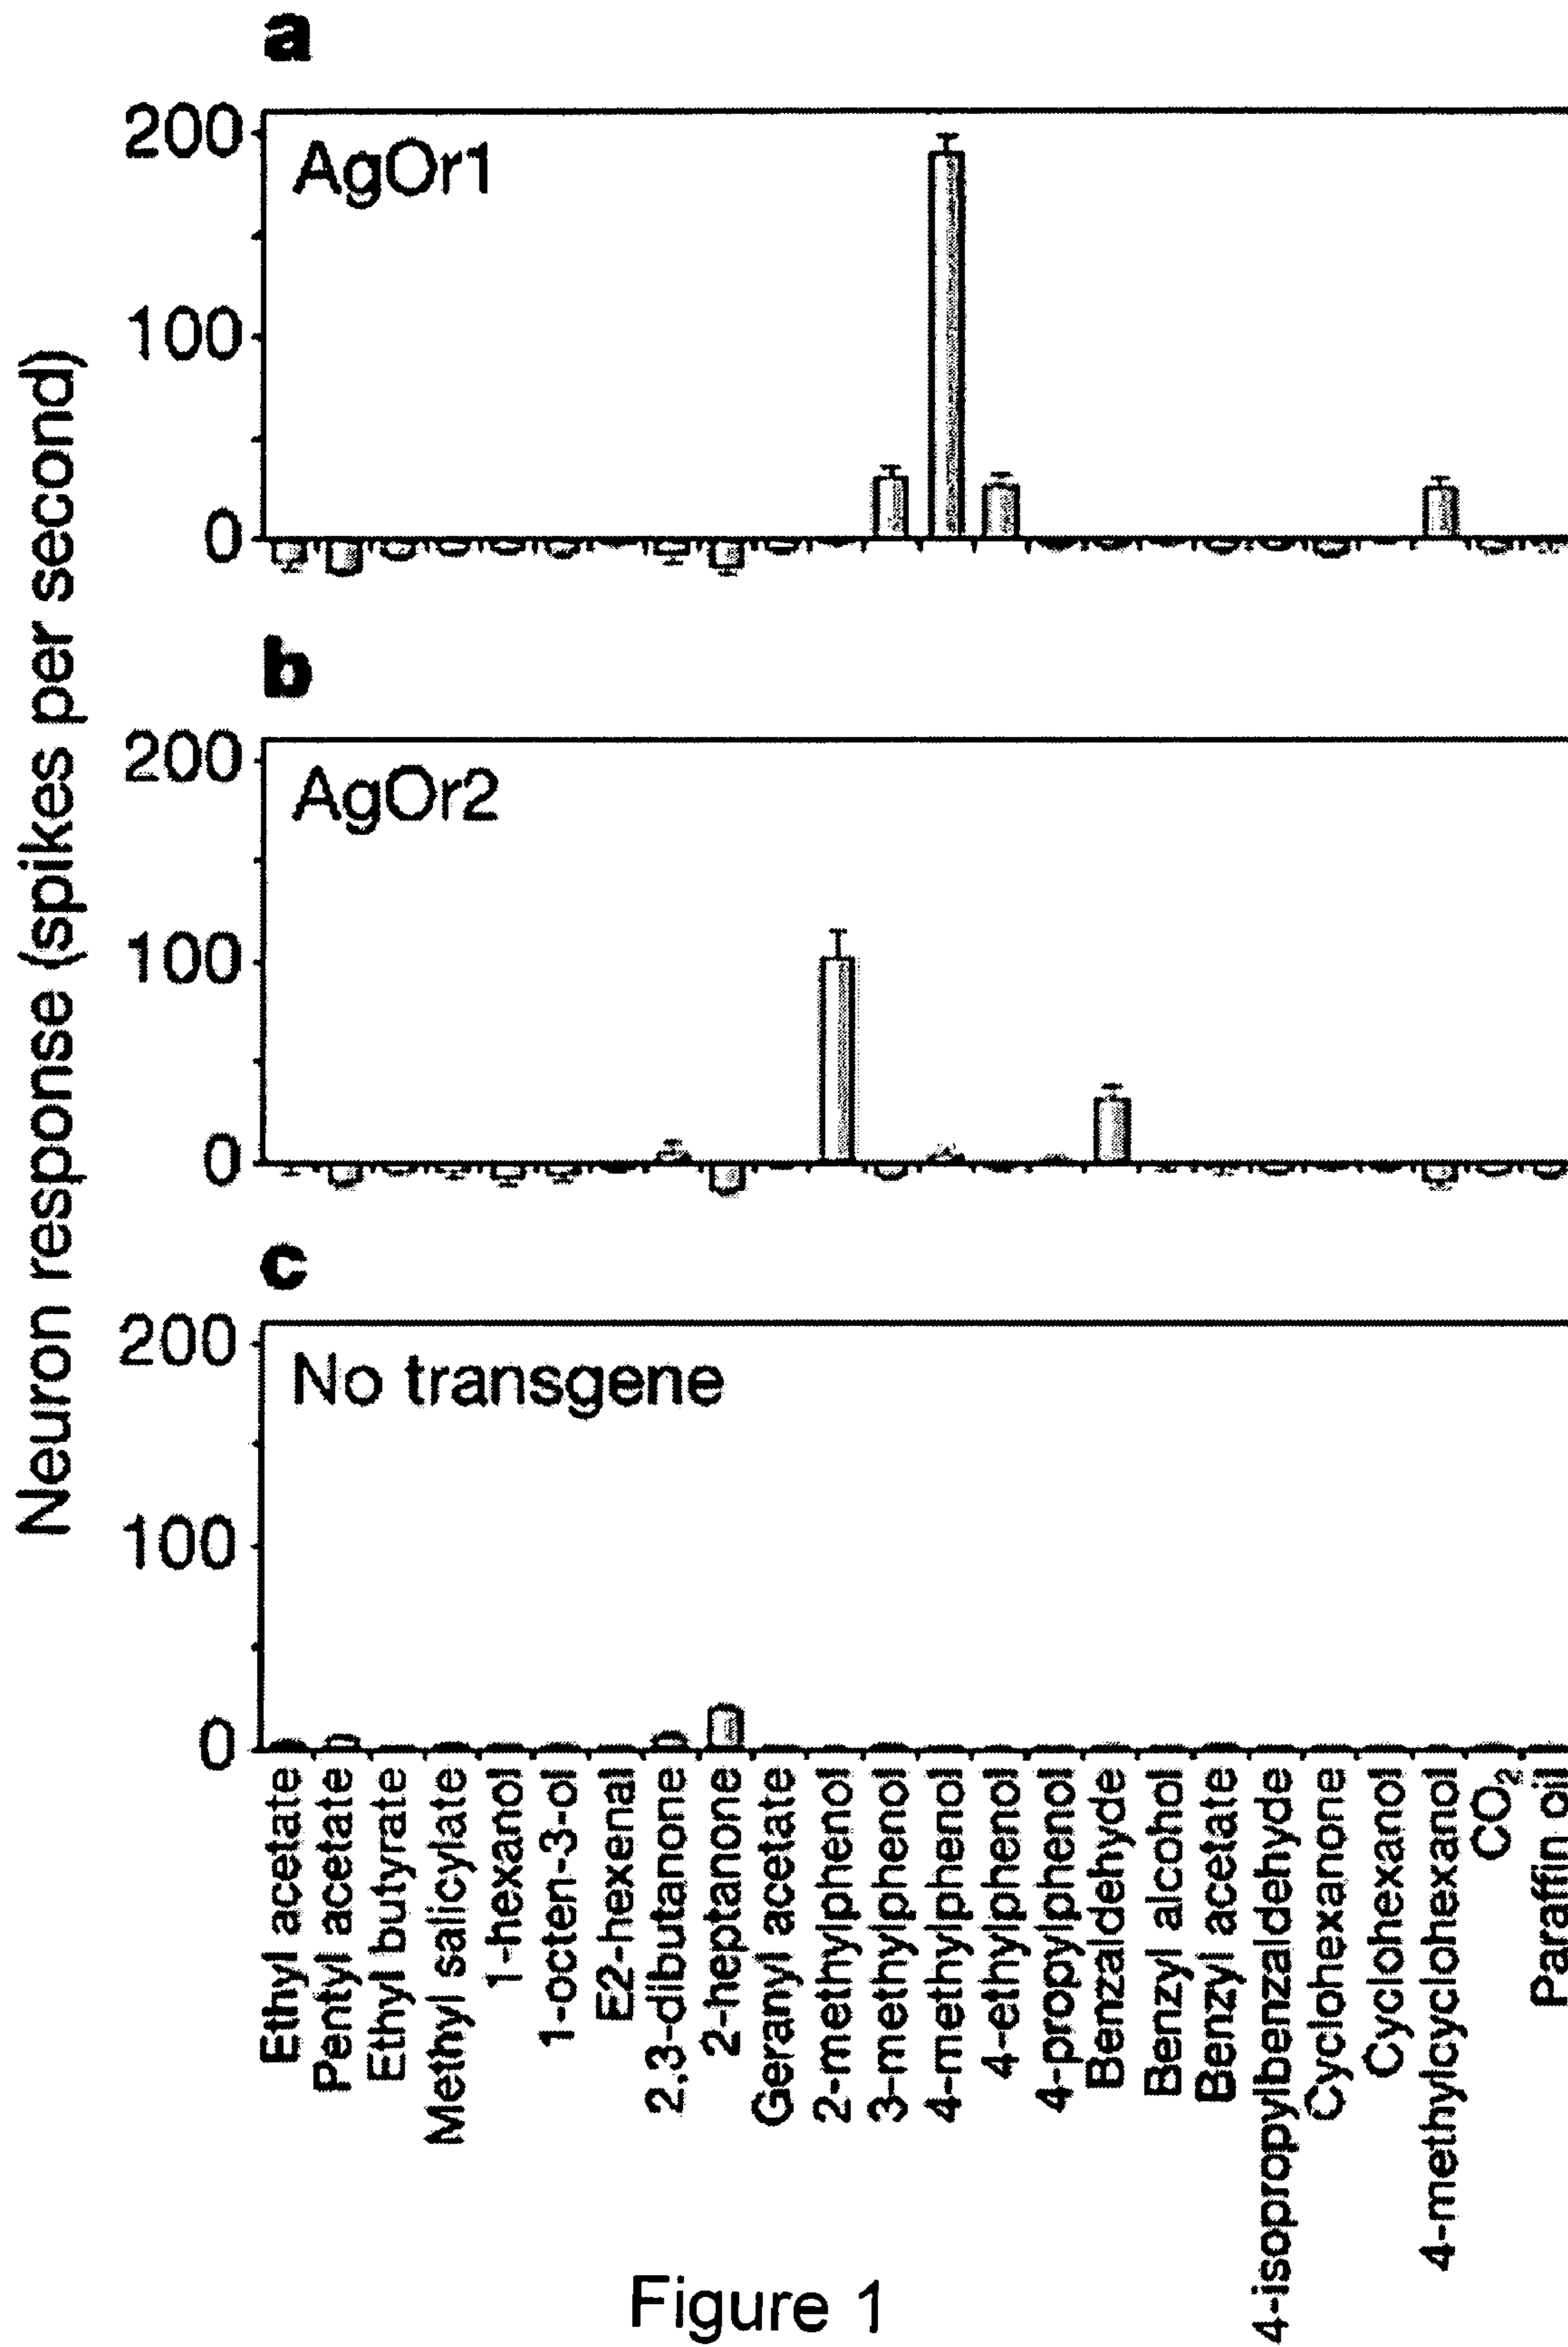 a
200
AgOr1
100
0
b
200
AgOr2
100
0
c
200
No transgene
100
0
Neuron response (spikes per second)
Ethyl acetate
Pentyl acetate
Ethyl butyrate
Methyl salicylate
1-hexanol
1-octen-3-ol
E2-hexenal
2,3-dibutanone
2-heptanone
Geranyl acetate
2-methylphenol
3-methylphenol
4-methylphenol
4-ethylphenol
4-propylphenol
Benzaldehyde
Benzyl alcohol
Benzyl acetate
4-isopropylbenzaldehyde
Cyclohexanone
Cyclohexanol
4-methylcyclohexanol
CO₂
Paraffin oil
Figure 1